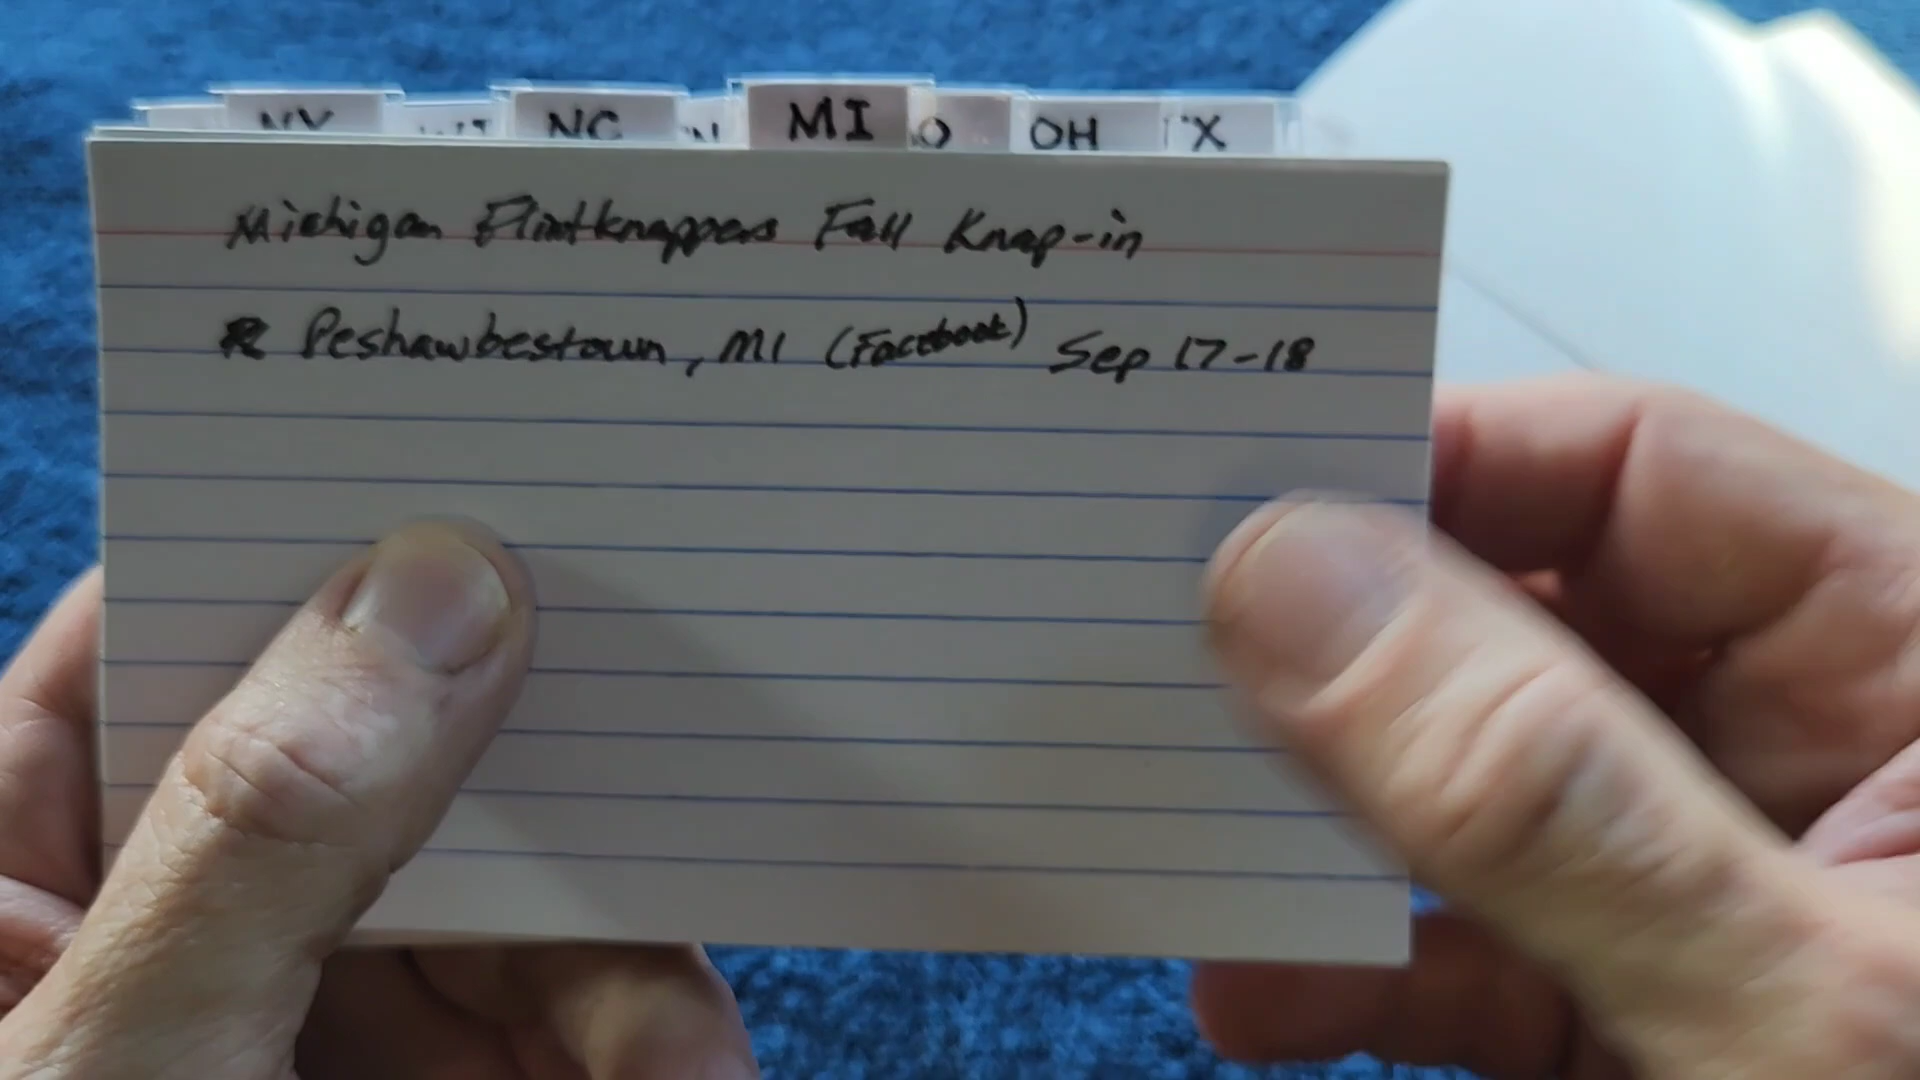 NY NC MI OH
Michigan Flintknappers Fall Knap-in
Peshawbestown, MI (Facebook) Sep 17-18